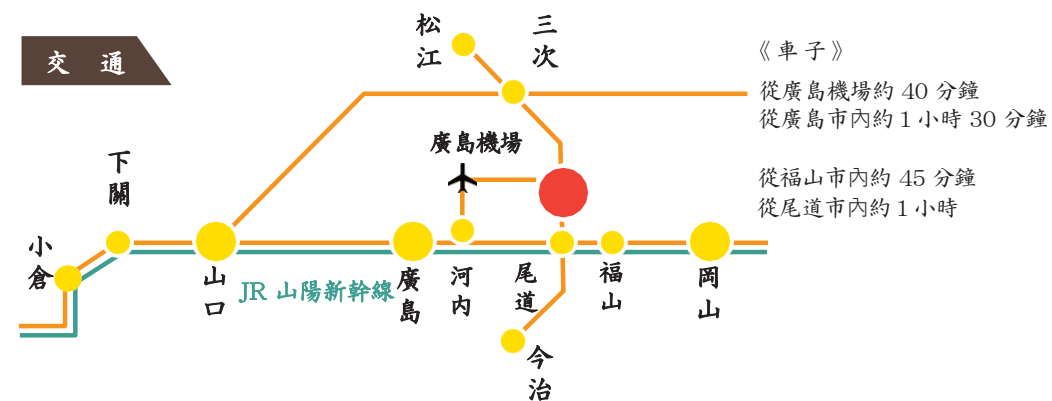 交通
松江
三次
《車子》
從廣島機場約 40 分鐘
從廣島市內約 1 小時 30 分鐘
廣島機場
下關
從福山市內約 45 分鐘
從尾道市內約 1 小時
小倉
山口
JR 山陽新幹線
廣島
河內
尾道
福山
岡山
今治